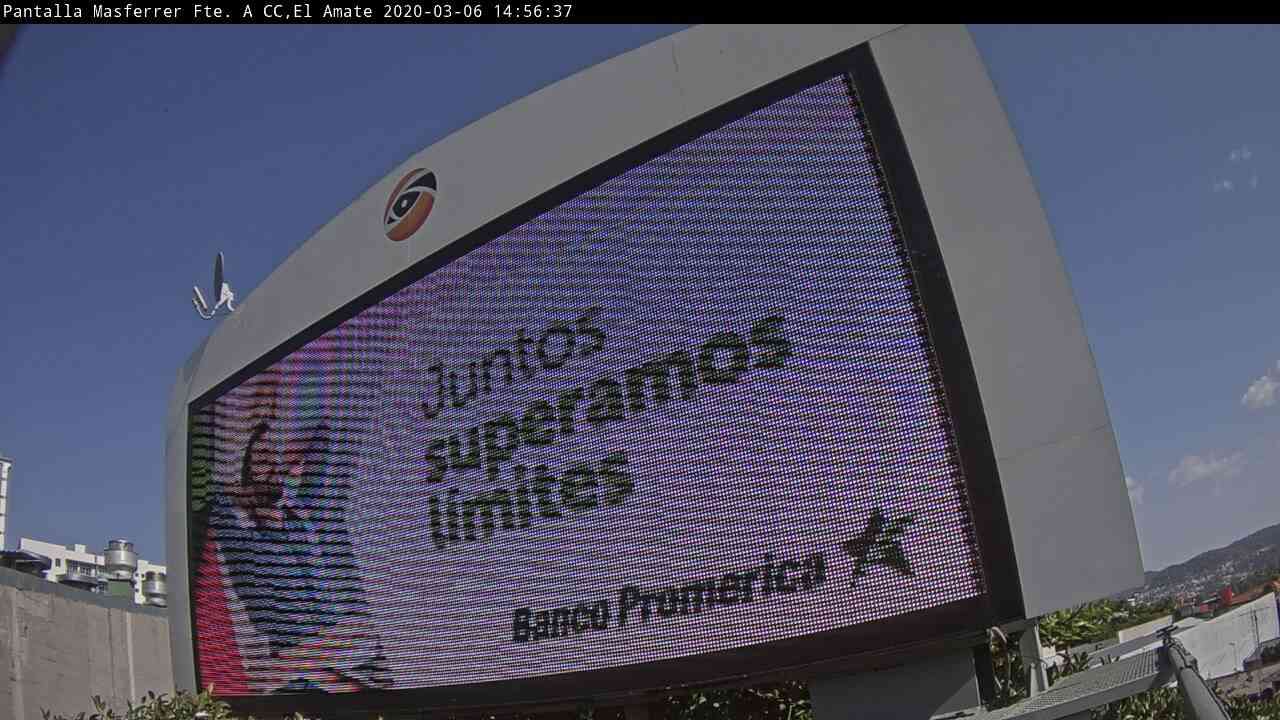 Pantalla Masferrer Fte. A CC,El Amate 2020-03-06 14:56:37
Juntos
superamos
límites
Banco Promerica